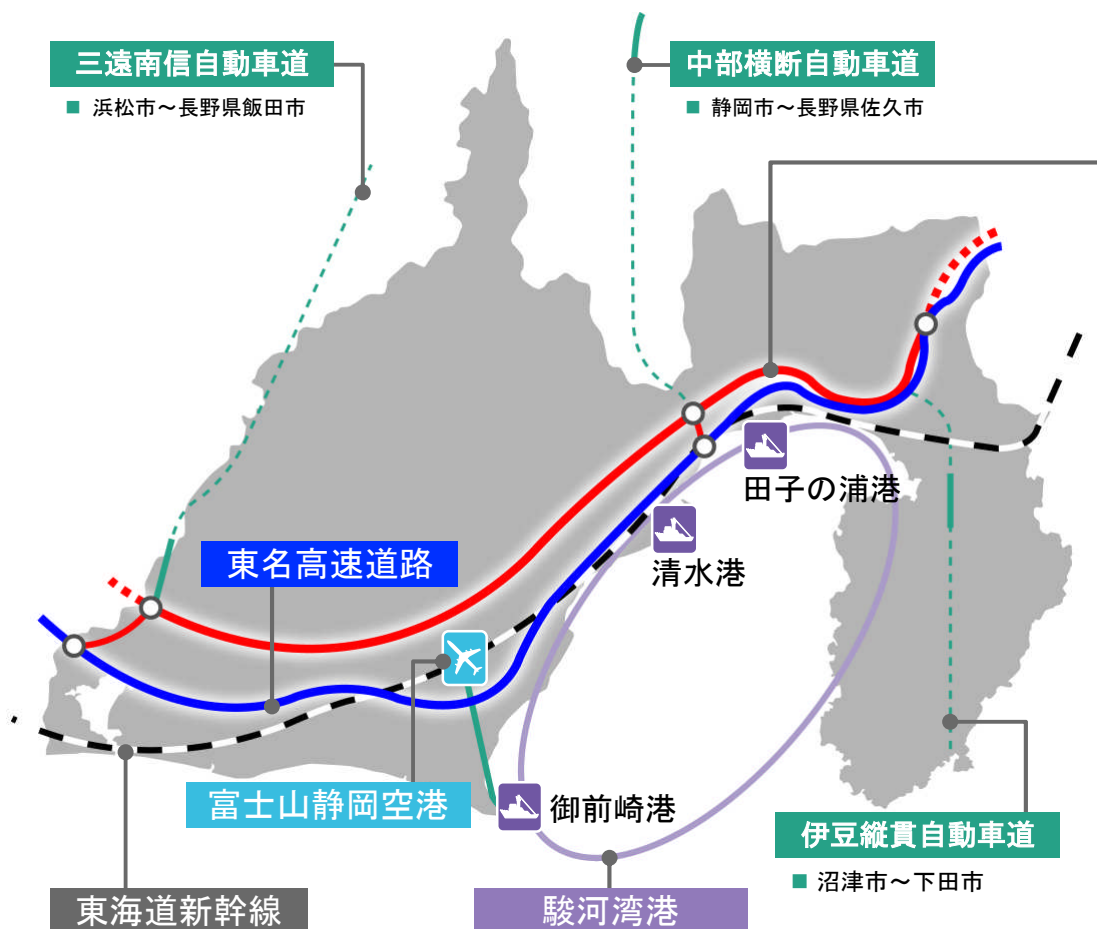 三遠南信自動車道
■ 浜松市～長野県飯田市
中部横断自動車道
■ 静岡市～長野県佐久市
田子の浦港
清水港
東名高速道路
富士山静岡空港
御前崎港
伊豆縦貫自動車道
■ 沼津市～下田市
東海道新幹線
駿河湾港